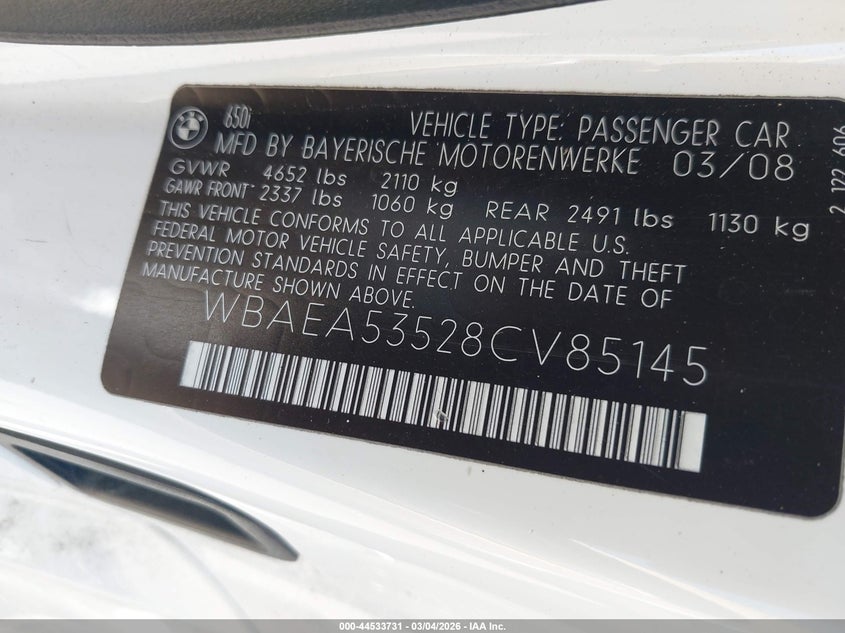 650i
VEHICLE TYPE: PASSENGER CAR
MFD BY BAYERISCHE MOTORENWERKE 03/08
GVWR 4652 lbs 2110 kg
GAWR FRONT 2337 lbs 1060 kg REAR 2491 lbs 1130 kg
THIS VEHICLE CONFORMS TO ALL APPLICABLE U.S.
FEDERAL MOTOR VEHICLE SAFETY, BUMPER AND THEFT
PREVENTION STANDARDS IN EFFECT ON THE DATE OF
MANUFACTURE SHOWN ABOVE.
WBAEA53528CV85145
2 122 606
000-44533731 | 03/04/2026 - IAA Inc.